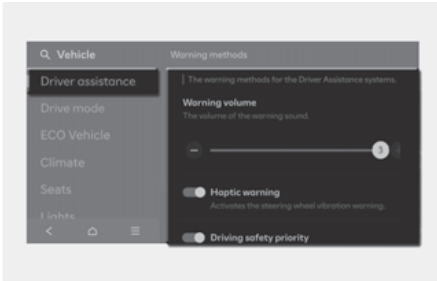 Vehicle
Warning methods
Driver assistance
The warning methods for the Driver Assistance systems.
Drive mode
Warning volume
The volume of the warning sound.
ECO Vehicle
3
Climate
Seats
Haptic warning
Activates the steering wheel vibration warning.
Lights
Driving safety priority